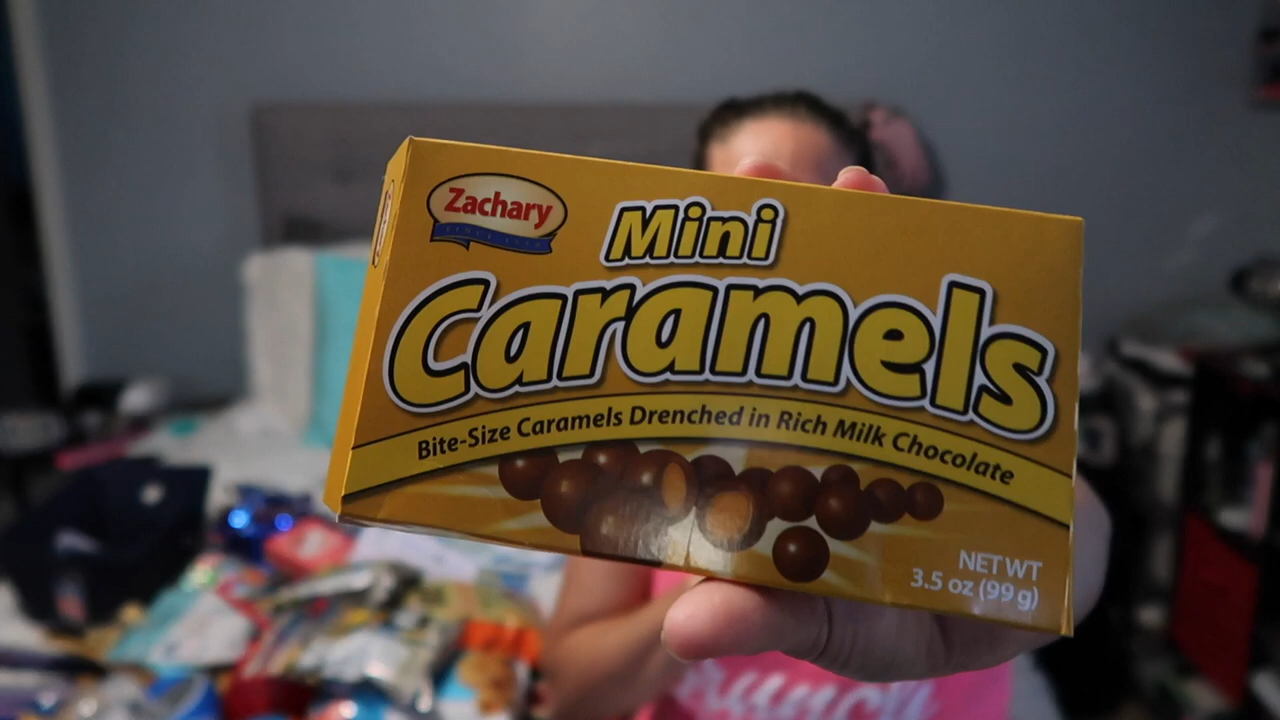 Zachary
Mini
Caramels
Bite-Size Caramels Drenched in Rich Milk Chocolate
NET WT
3.5 oz (99 g)